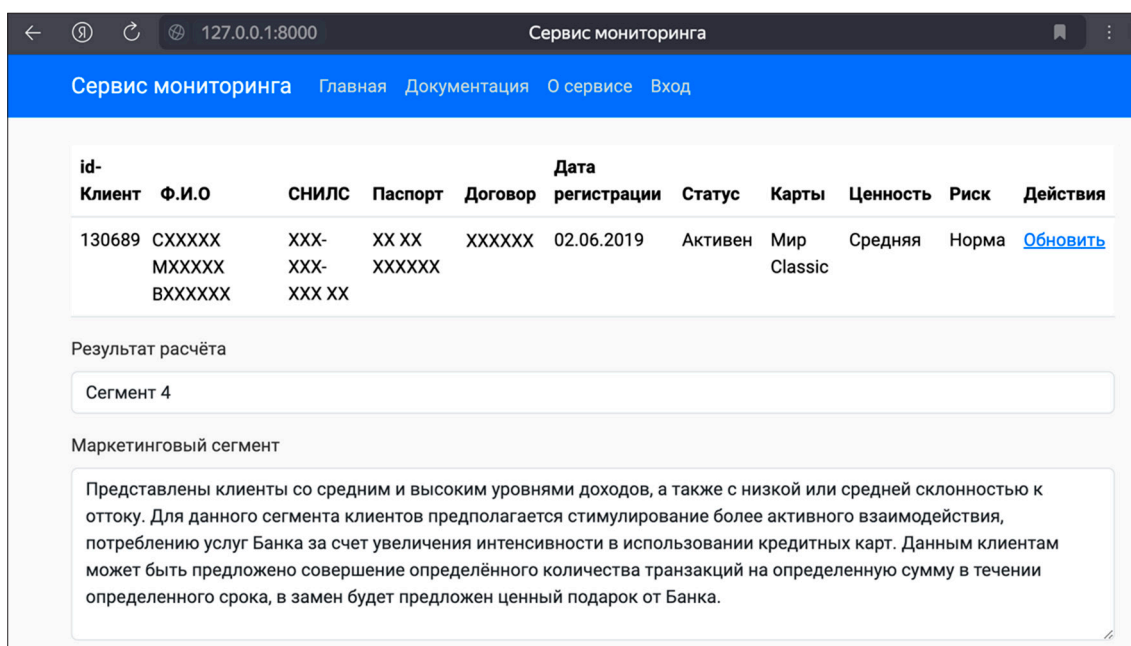 127.0.0.1:8000 Сервис мониторинга
Сервис мониторинга Главная Документация О сервисе Вход
id-Клиент Ф.И.О СНИЛС Паспорт Договор Дата регистрации Статус Карты Ценность Риск Действия
130689 СXXXXX МXXXXX ВXXXXXX XXX-XXX-XXX XX XX XX XXXXXX XXXXXX 02.06.2019 Активен Мир Classic Средняя Норма Обновить
Результат расчёта
Сегмент 4
Маркетинговый сегмент
Представлены клиенты со средним и высоким уровнями доходов, а также с низкой или средней склонностью к
оттоку. Для данного сегмента клиентов предполагается стимулирование более активного взаимодействия,
потреблению услуг Банка за счет увеличения интенсивности в использовании кредитных карт. Данным клиентам
может быть предложено совершение определённого количества транзакций на определенную сумму в течении
определенного срока, в замен будет предложен ценный подарок от Банка.